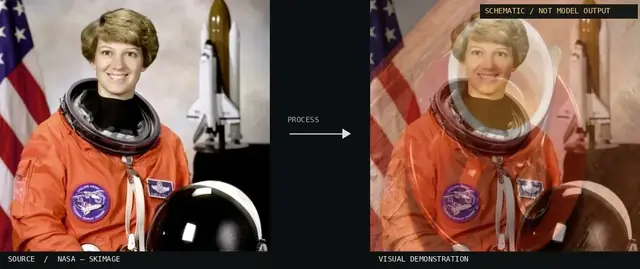 SCHEMATIC / NOT MODEL OUTPUT
PROCESS
SOURCE / NASA — SKIMAGE
VISUAL DEMONSTRATION